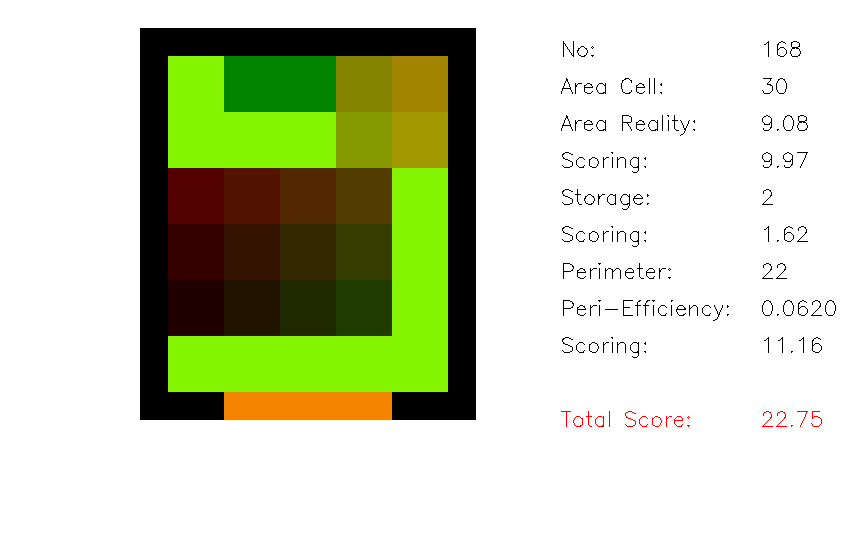 No: 168
Area Cell: 30
Area Reality: 9.08
Scoring: 9.97
Storage: 2
Scoring: 1.62
Perimeter: 22
Peri-Efficiency: 0.0620
Scoring: 11.16
Total Score: 22.75